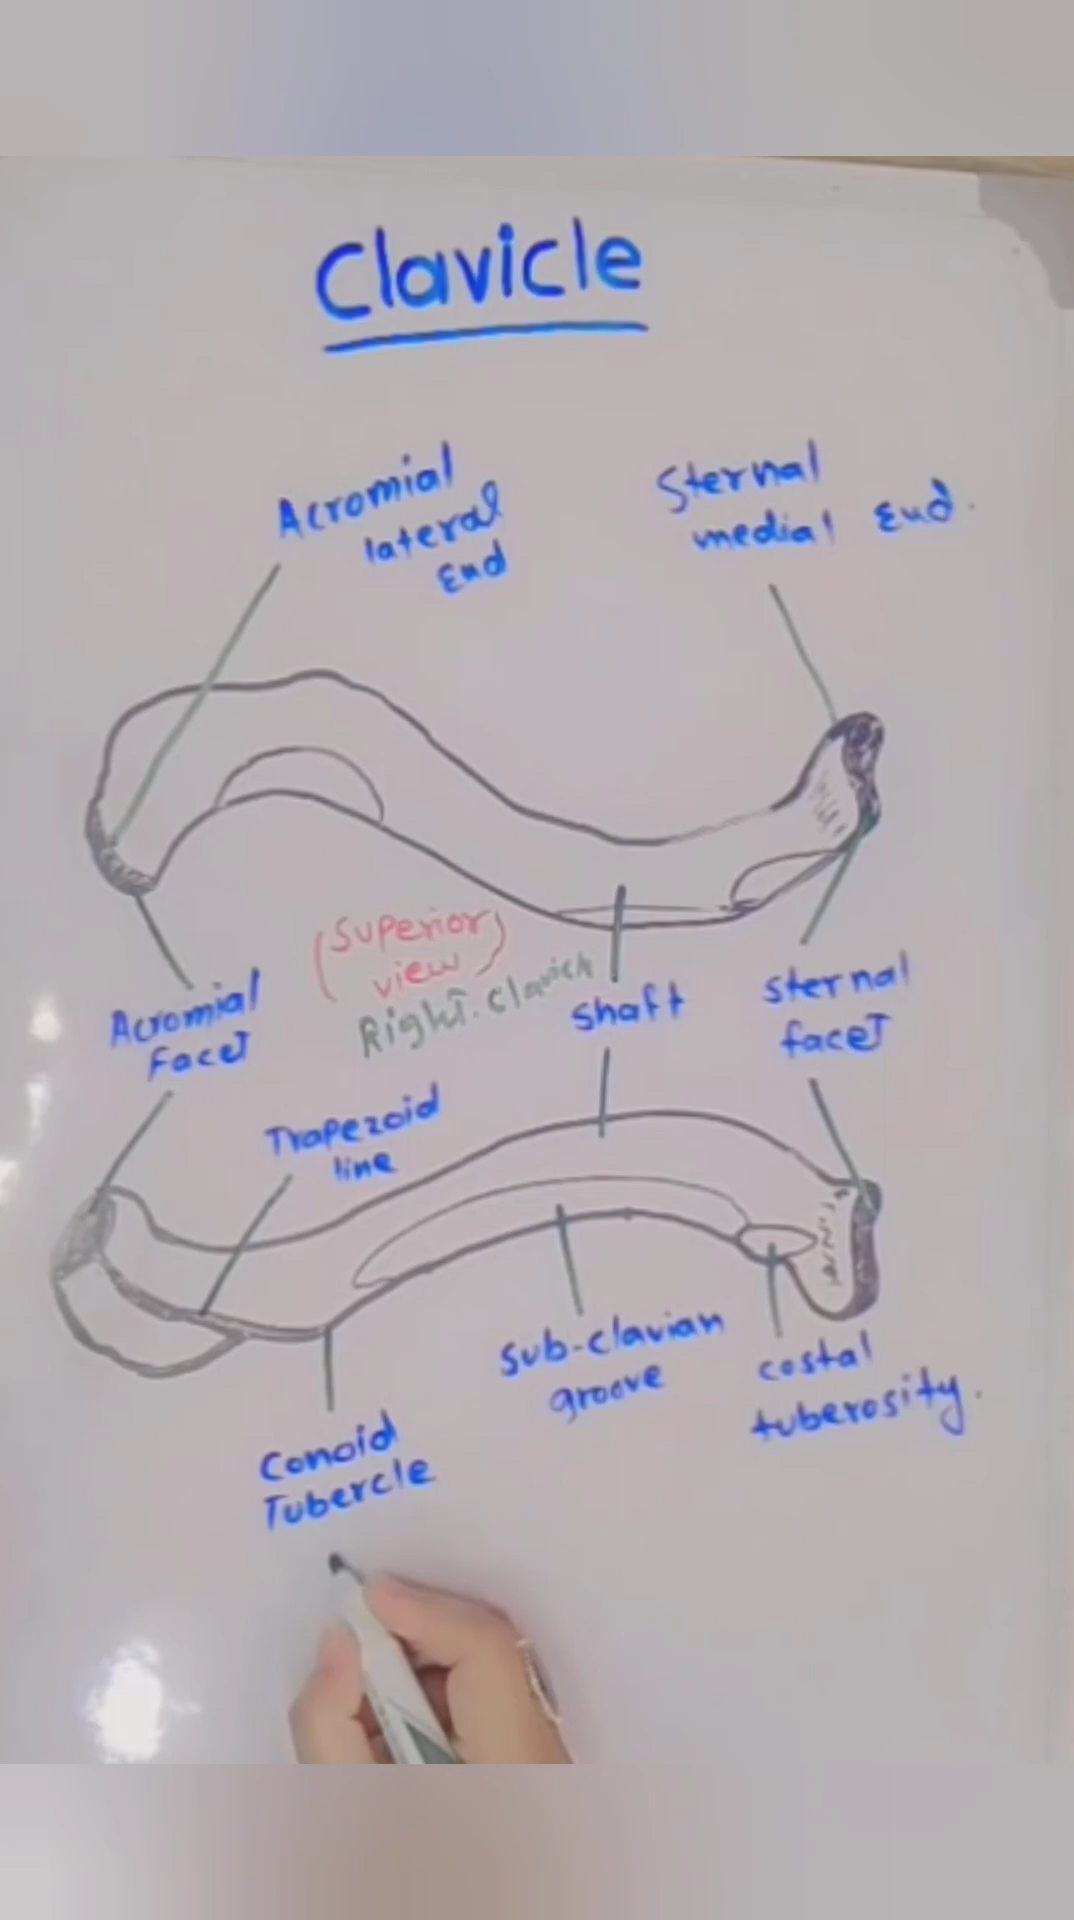 Clavicle
Acromial
lateral
End
Sternal
medial End.
(Superior
view)
Right. Clavich
Acromial
Facet
shaft
sternal
facet
Trapezoid
line
Sub-clavian
groove
costal
tuberosity.
Conoid
Tubercle